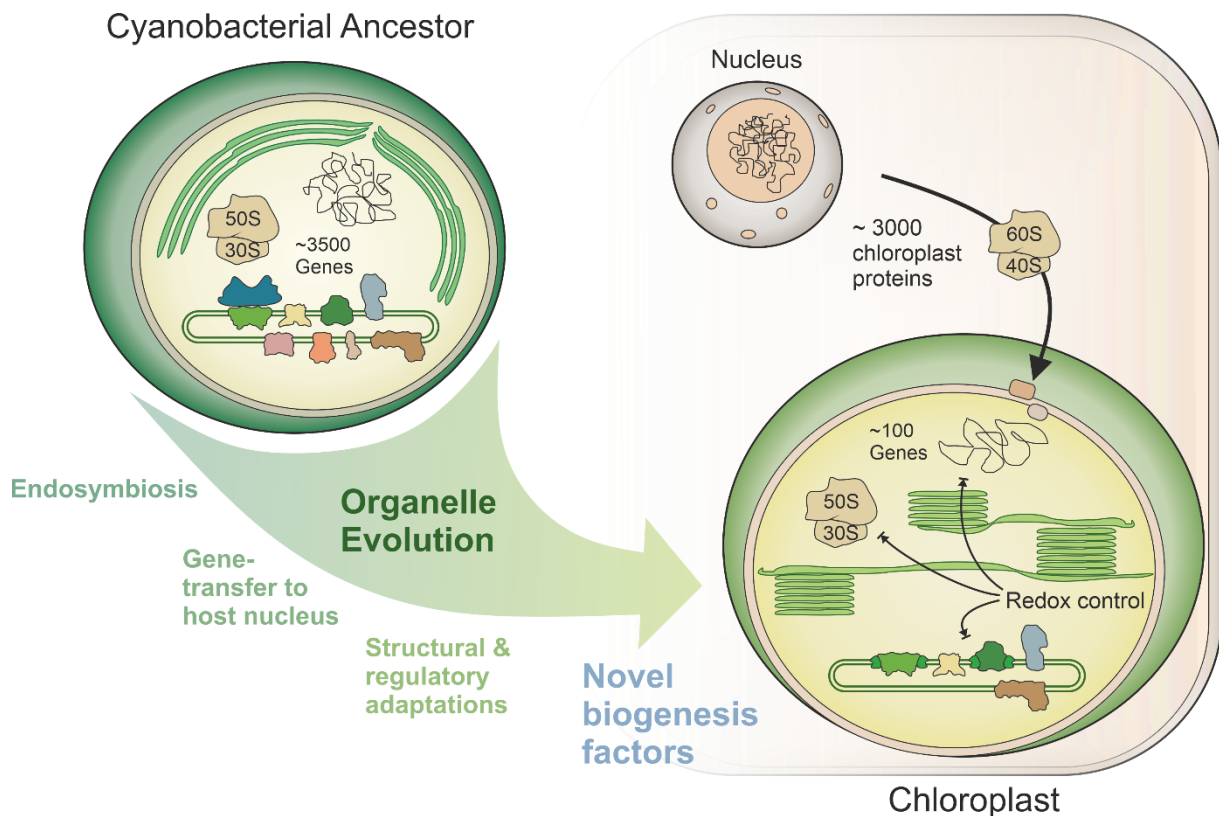 Cyanobacterial Ancestor
50S
30S
~3500
Genes
Endosymbiosis
Gene-
transfer to
host nucleus
Organelle
Evolution
Structural &
regulatory
adaptations
Novel
biogenesis
factors
Nucleus
~ 3000
chloroplast
proteins
60S
40S
~100
Genes
50S
30S
Redox control
Chloroplast